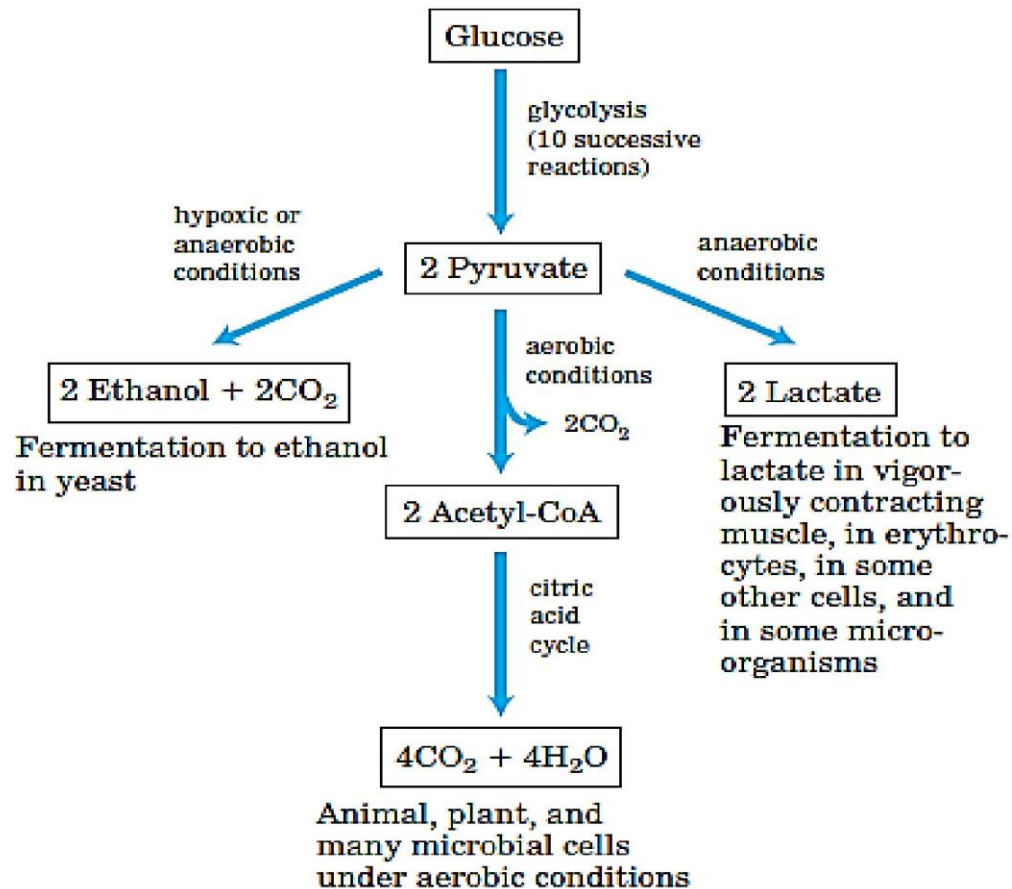 Glucose
glycolysis
(10 successive
reactions)
hypoxic or
anaerobic
conditions
2 Pyruvate
anaerobic
conditions
2 Ethanol + 2CO₂
Fermentation to ethanol
in yeast
aerobic
conditions
2CO₂
2 Lactate
Fermentation to
lactate in vigor-
ously contracting
muscle, in erythro-
cytes, in some
other cells, and
in some micro-
organisms
2 Acetyl-CoA
citric
acid
cycle
4CO₂ + 4H₂O
Animal, plant, and
many microbial cells
under aerobic conditions